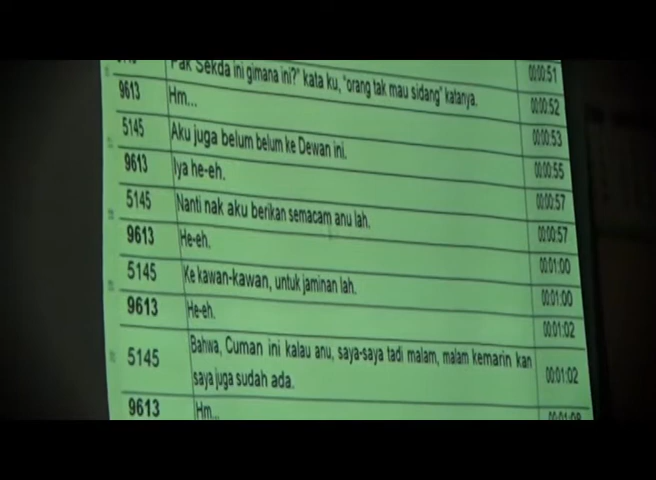 Pak Sekda ini gimana ini?" kata ku, "orang tak mau sidang" katanya. 00:00:51
9613 Hm... 00:00:52
5145 Aku juga belum belum ke Dewan ini. 00:00:53
9613 Iya he-eh. 00:00:55
5145 Nanti nak aku berikan semacam anu lah. 00:00:57
9613 He-eh. 00:00:57
5145 Ke kawan-kawan, untuk jaminan lah. 00:01:00
9613 He-eh. 00:01:00
00:01:02
5145 Bahwa, Cuman ini kalau anu, saya-saya tadi malam, malam kemarin kan
saya juga sudah ada. 00:01:02
9613 Hm...